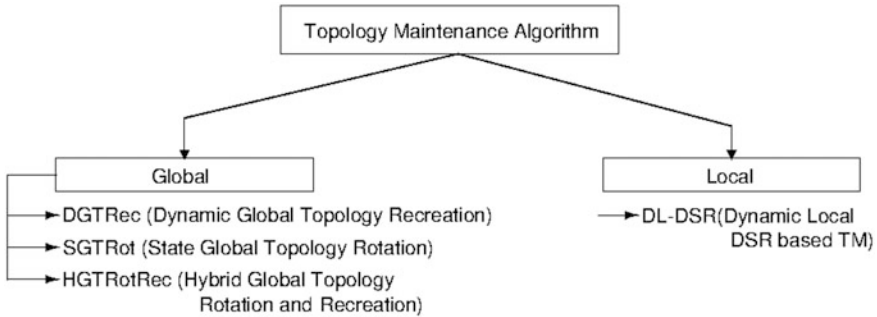 Topology Maintenance Algorithm
Global
Local
DGTRec (Dynamic Global Topology Recreation)
SGTRot (State Global Topology Rotation)
HGTRotRec (Hybrid Global Topology
Rotation and Recreation)
DL-DSR(Dynamic Local
DSR based TM)